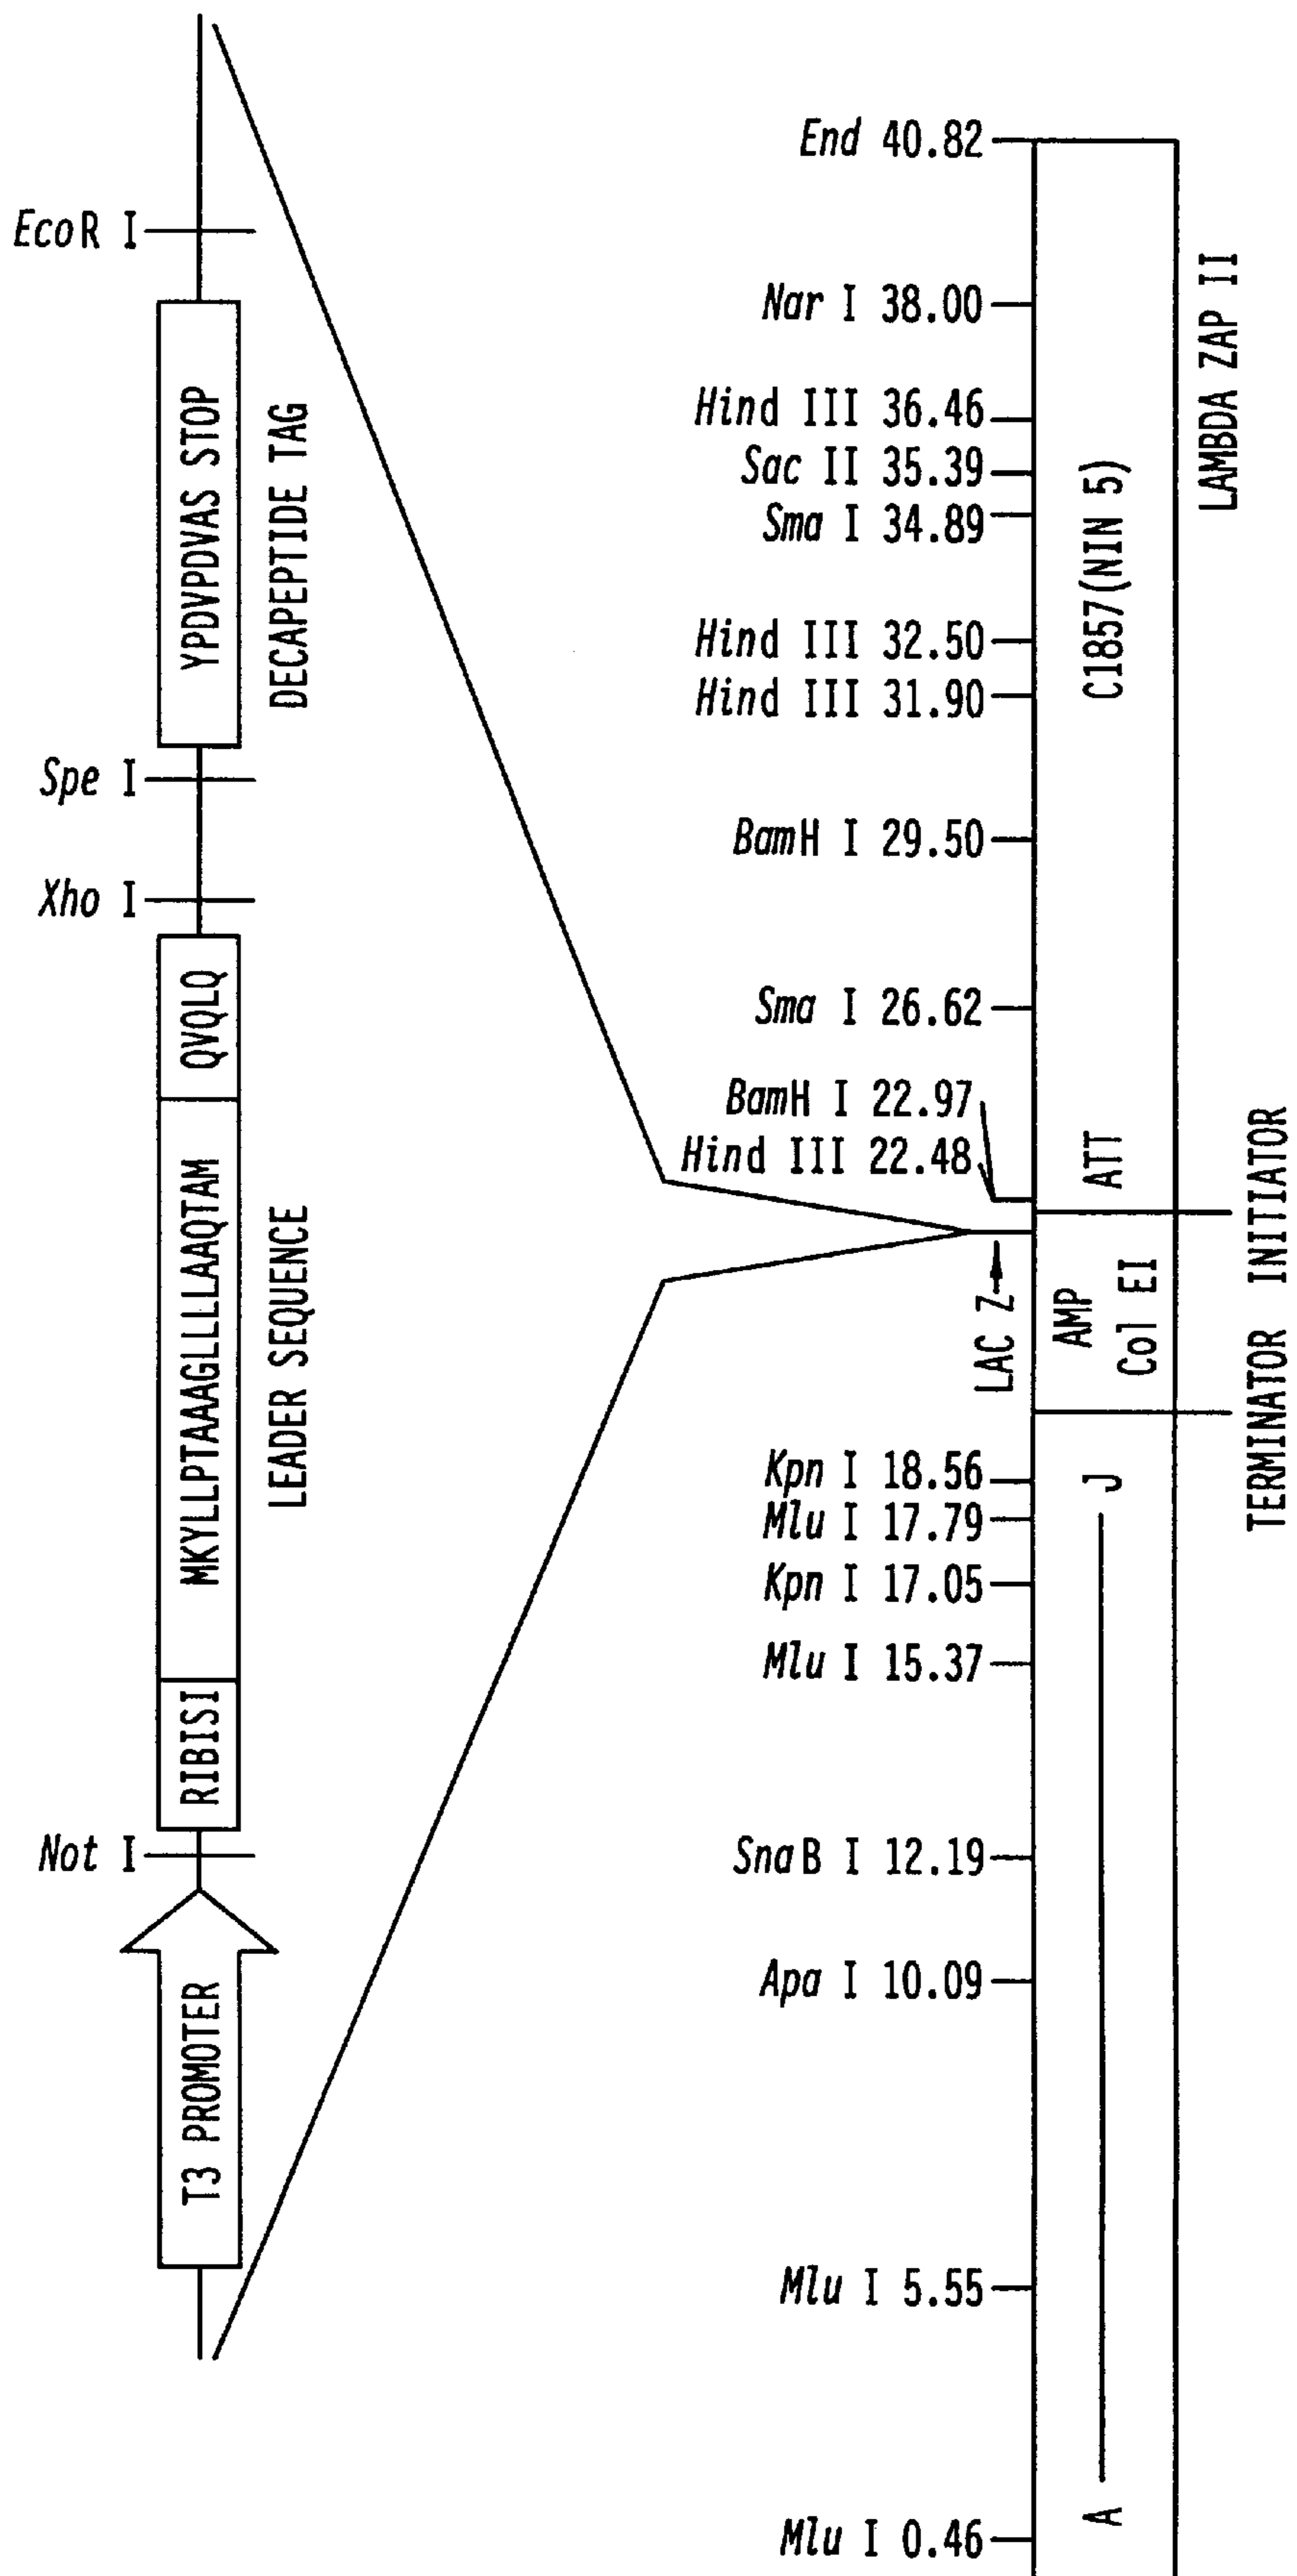 EcoR I
YPDVPDVAS STOP
DECAPEPTIDE TAG
Spe I
Xho I
QVQLQ
MKYLLPTAAAGLLLLAAQTAM
LEADER SEQUENCE
RIBISI
Not I
T3 PROMOTER
End 40.82
Nar I 38.00
Hind III 36.46
Sac II 35.39
Sma I 34.89
Hind III 32.50
Hind III 31.90
BamH I 29.50
Sma I 26.62
BamH I 22.97
Hind III 22.48
LAC Z
Kpn I 18.56
Mlu I 17.79
Kpn I 17.05
Mlu I 15.37
SnaB I 12.19
Apa I 10.09
Mlu I 5.55
Mlu I 0.46
C1857(NIN 5)
ATT
AMP
Col EI
J
A
LAMBDA ZAP II
INITIATOR
TERMINATOR